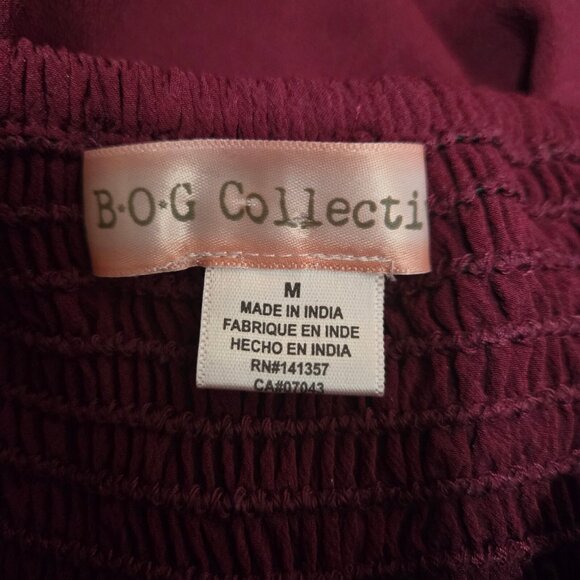 B·O*G Collecti
M
MADE IN INDIA
FABRIQUE EN INDE
HECHO EN INDIA
RN#141357
CA#07043